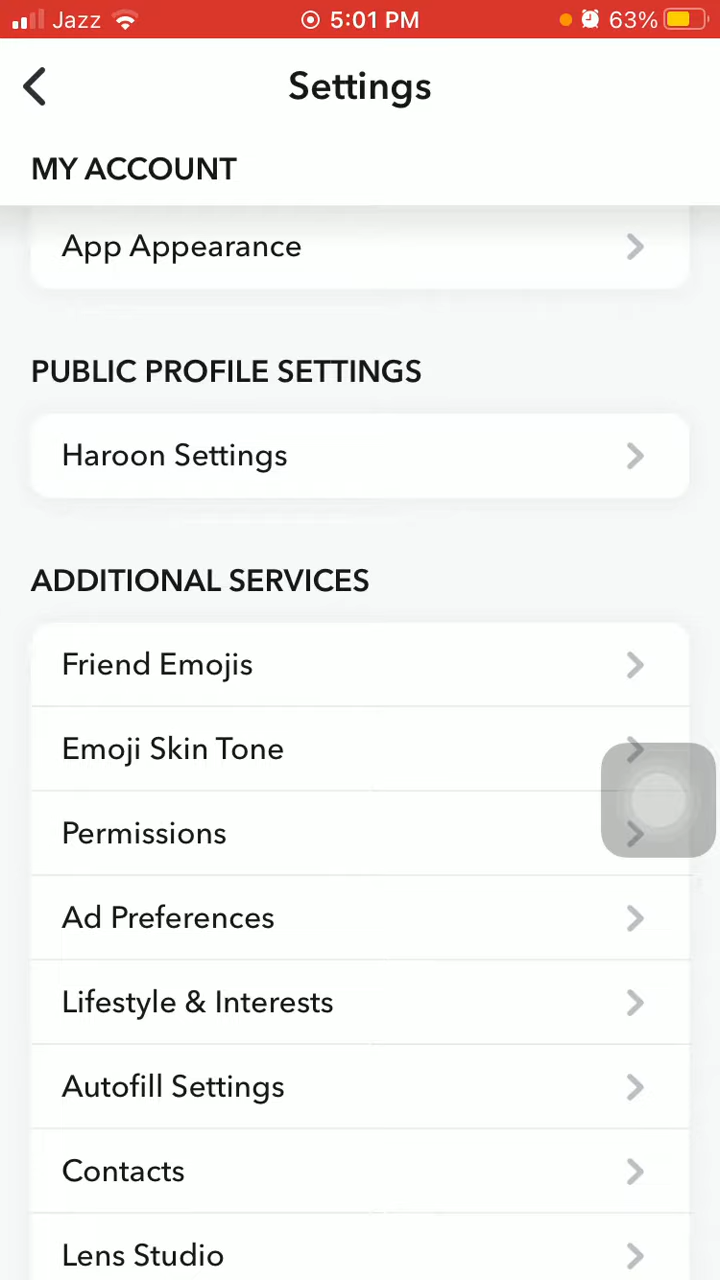 Jazz 5:01 PM 63%
Settings
MY ACCOUNT
App Appearance
PUBLIC PROFILE SETTINGS
Haroon Settings
ADDITIONAL SERVICES
Friend Emojis
Emoji Skin Tone
Permissions
Ad Preferences
Lifestyle & Interests
Autofill Settings
Contacts
Lens Studio